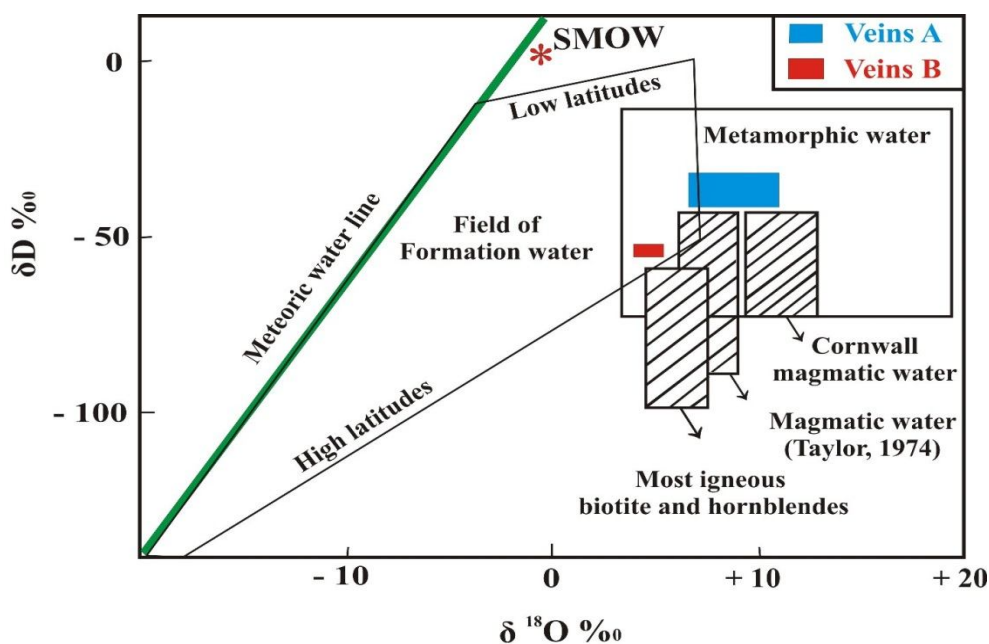 Veins A
Veins B
SMOW
Low latitudes
Metamorphic water
Meteoric water line
Field of
Formation water
High latitudes
Cornwall
magmatic water
Magmatic water
(Taylor, 1974)
Most igneous
biotite and hornblendes
δD ‰
0
- 50
- 100
- 10
0
+ 10
+ 20
δ ¹⁸O ‰